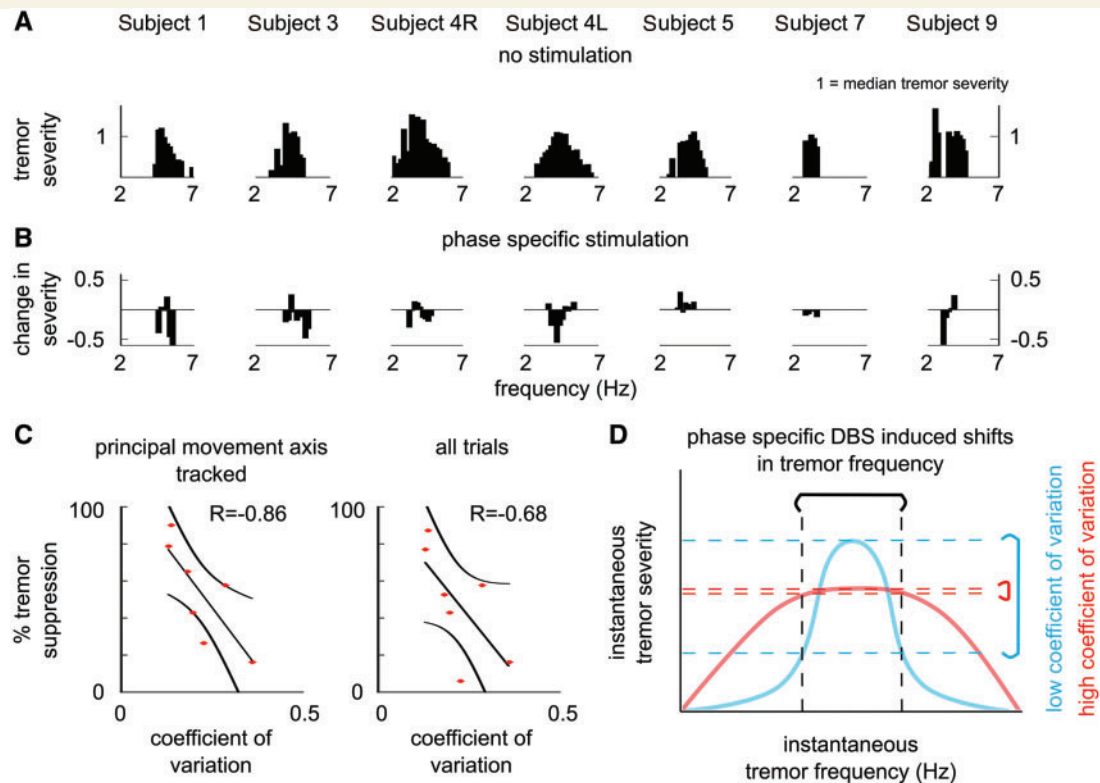 A Subject 1 Subject 3 Subject 4R Subject 4L Subject 5 Subject 7 Subject 9
no stimulation
1 = median tremor severity
tremor severity
1 1
2 7 2 7 2 7 2 7 2 7 2 7 2 7
B phase specific stimulation
change in severity
0.5 0.5
-0.5 -0.5
2 7 2 7 2 7 2 7 2 7 2 7 2 7
frequency (Hz)
C
principal movement axis
tracked
all trials
% tremor
suppression
100 R=-0.86 100 R=-0.68
0 0
0 0.5 0 0.5
coefficient of
variation
coefficient of
variation
D phase specific DBS induced shifts
in tremor frequency
instantaneous
tremor severity
low coefficient of variation
high coefficient of variation
instantaneous
tremor frequency (Hz)